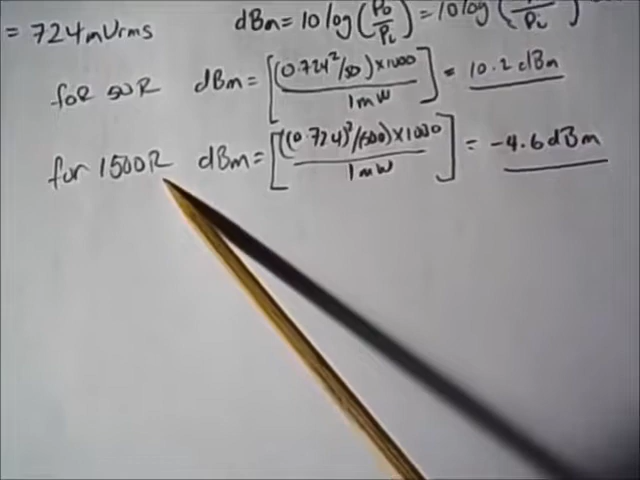 = 724mVrms dBm = 10 log (Po/Pi) = 10 log (
for 50R dBm = [(0.724²/50) × 1000 / 1mW] = 10.2 dBm
for 1500R dBm = [((0.724)²/1500) × 1000 / 1mW] = -4.6 dBm